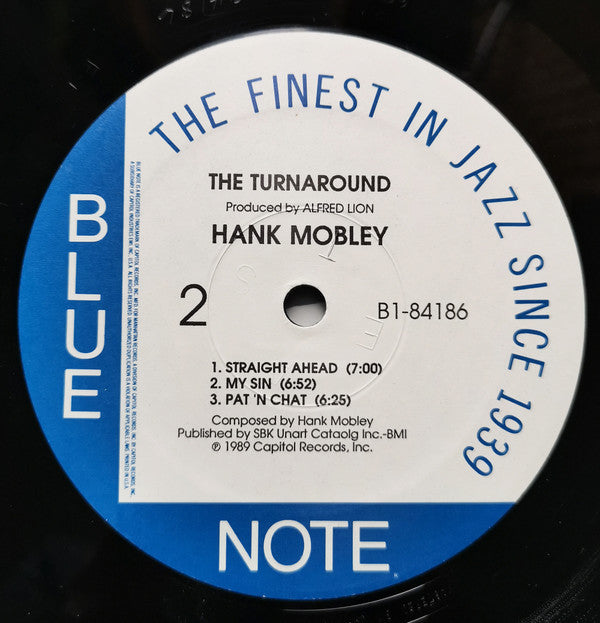 THE FINEST IN JAZZ SINCE 1939
BLUE
NOTE
THE TURNAROUND
Produced by ALFRED LION
HANK MOBLEY
2
B1-84186
1. STRAIGHT AHEAD (7:00)
2. MY SIN (6:52)
3. PAT 'N CHAT (6:25)
Composed by Hank Mobley
Published by SBK Unart Cataolg Inc.-BMI
℗ 1989 Capitol Records, Inc.